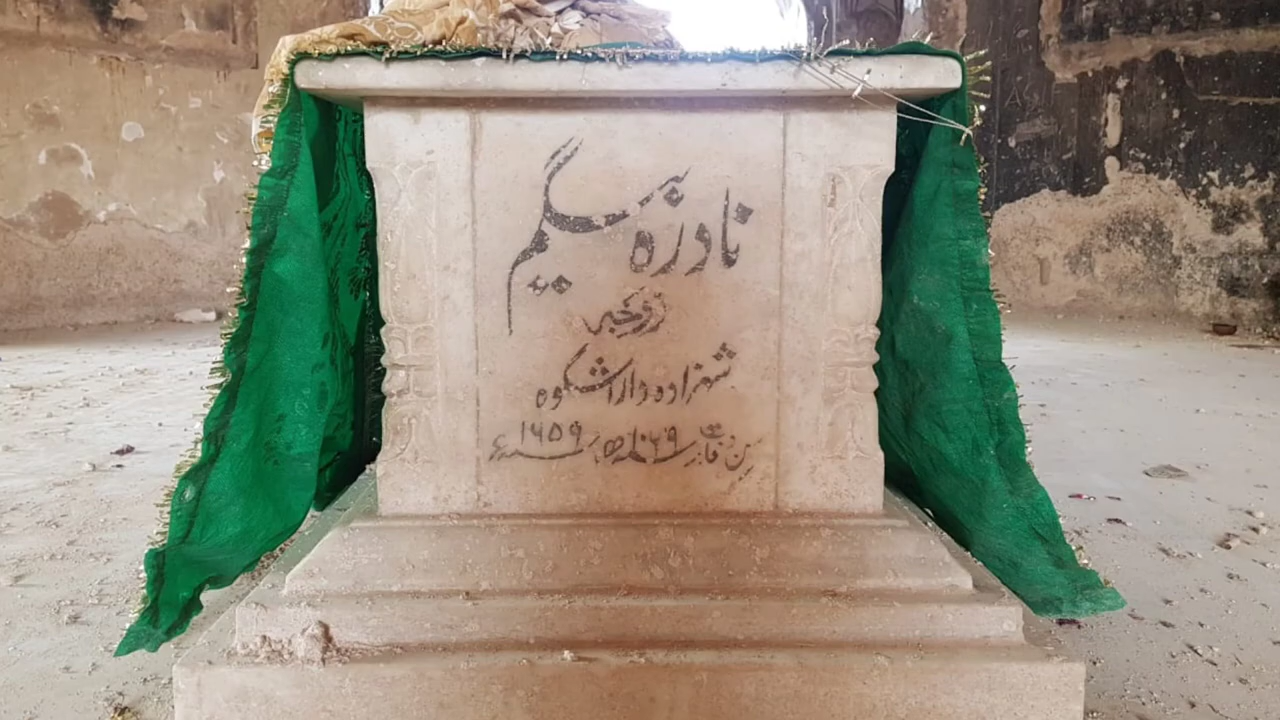 نادرہ بیگم
زوجہ
شہزادہ داراشکوہ
سن وفات ۱۰۶۹ھ ۱۶۵۹ء